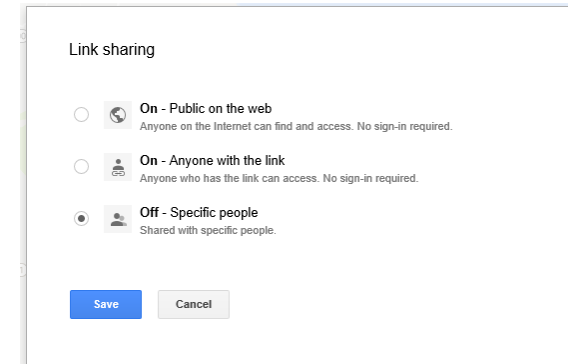 Link sharing
On - Public on the web
Anyone on the Internet can find and access. No sign-in required.
On - Anyone with the link
Anyone who has the link can access. No sign-in required.
Off - Specific people
Shared with specific people.
Save Cancel